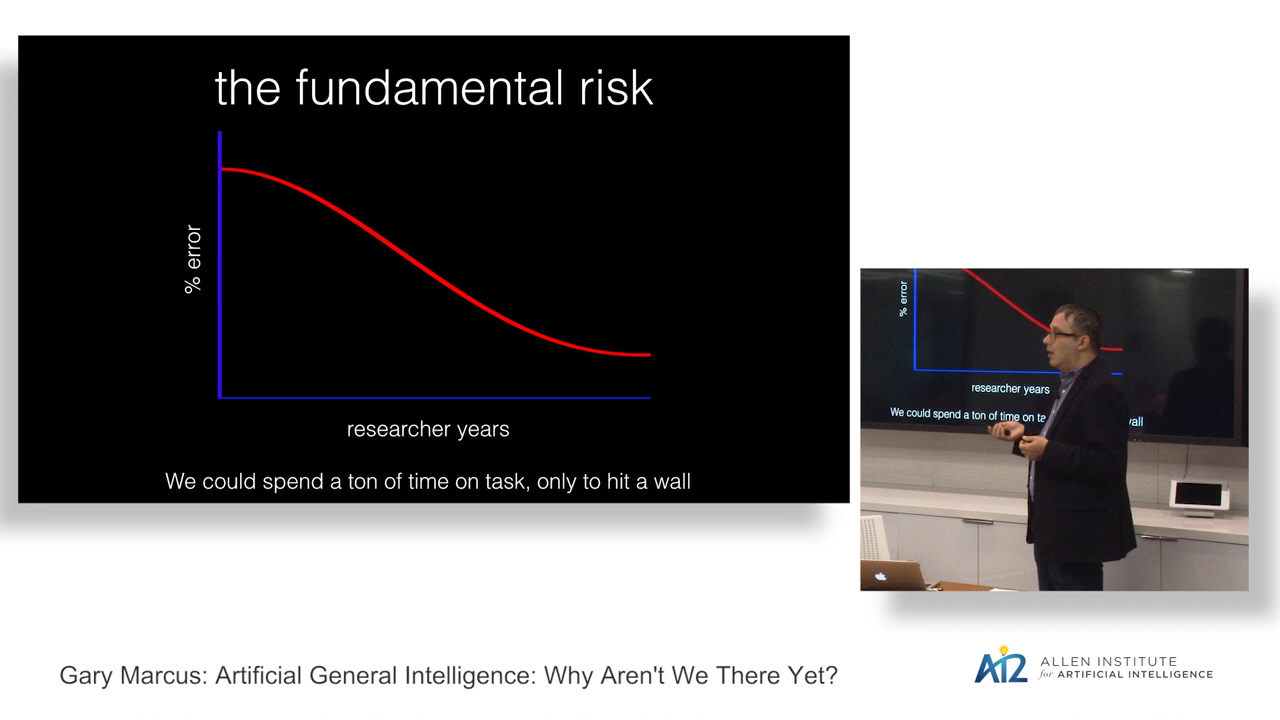 the fundamental risk
% error
researcher years
We could spend a ton of time on task, only to hit a wall
% error
researcher years
We could spend a ton of time on ta
wall
Gary Marcus: Artificial General Intelligence: Why Aren't We There Yet?
AI2
ALLEN INSTITUTE
for ARTIFICIAL INTELLIGENCE